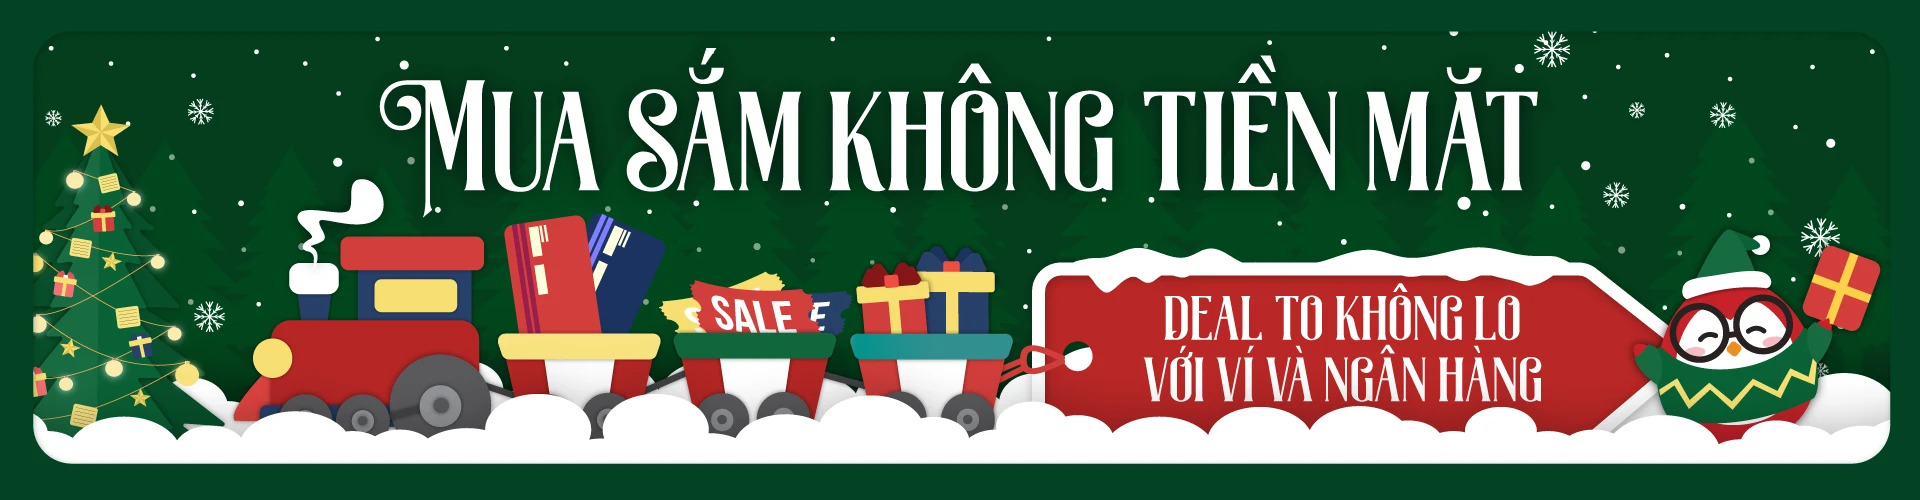 MUA SẮM KHÔNG TIỀN MẶT
SALE
E
DEAL TO KHÔNG LO
VỚI VÍ VÀ NGÂN HÀNG